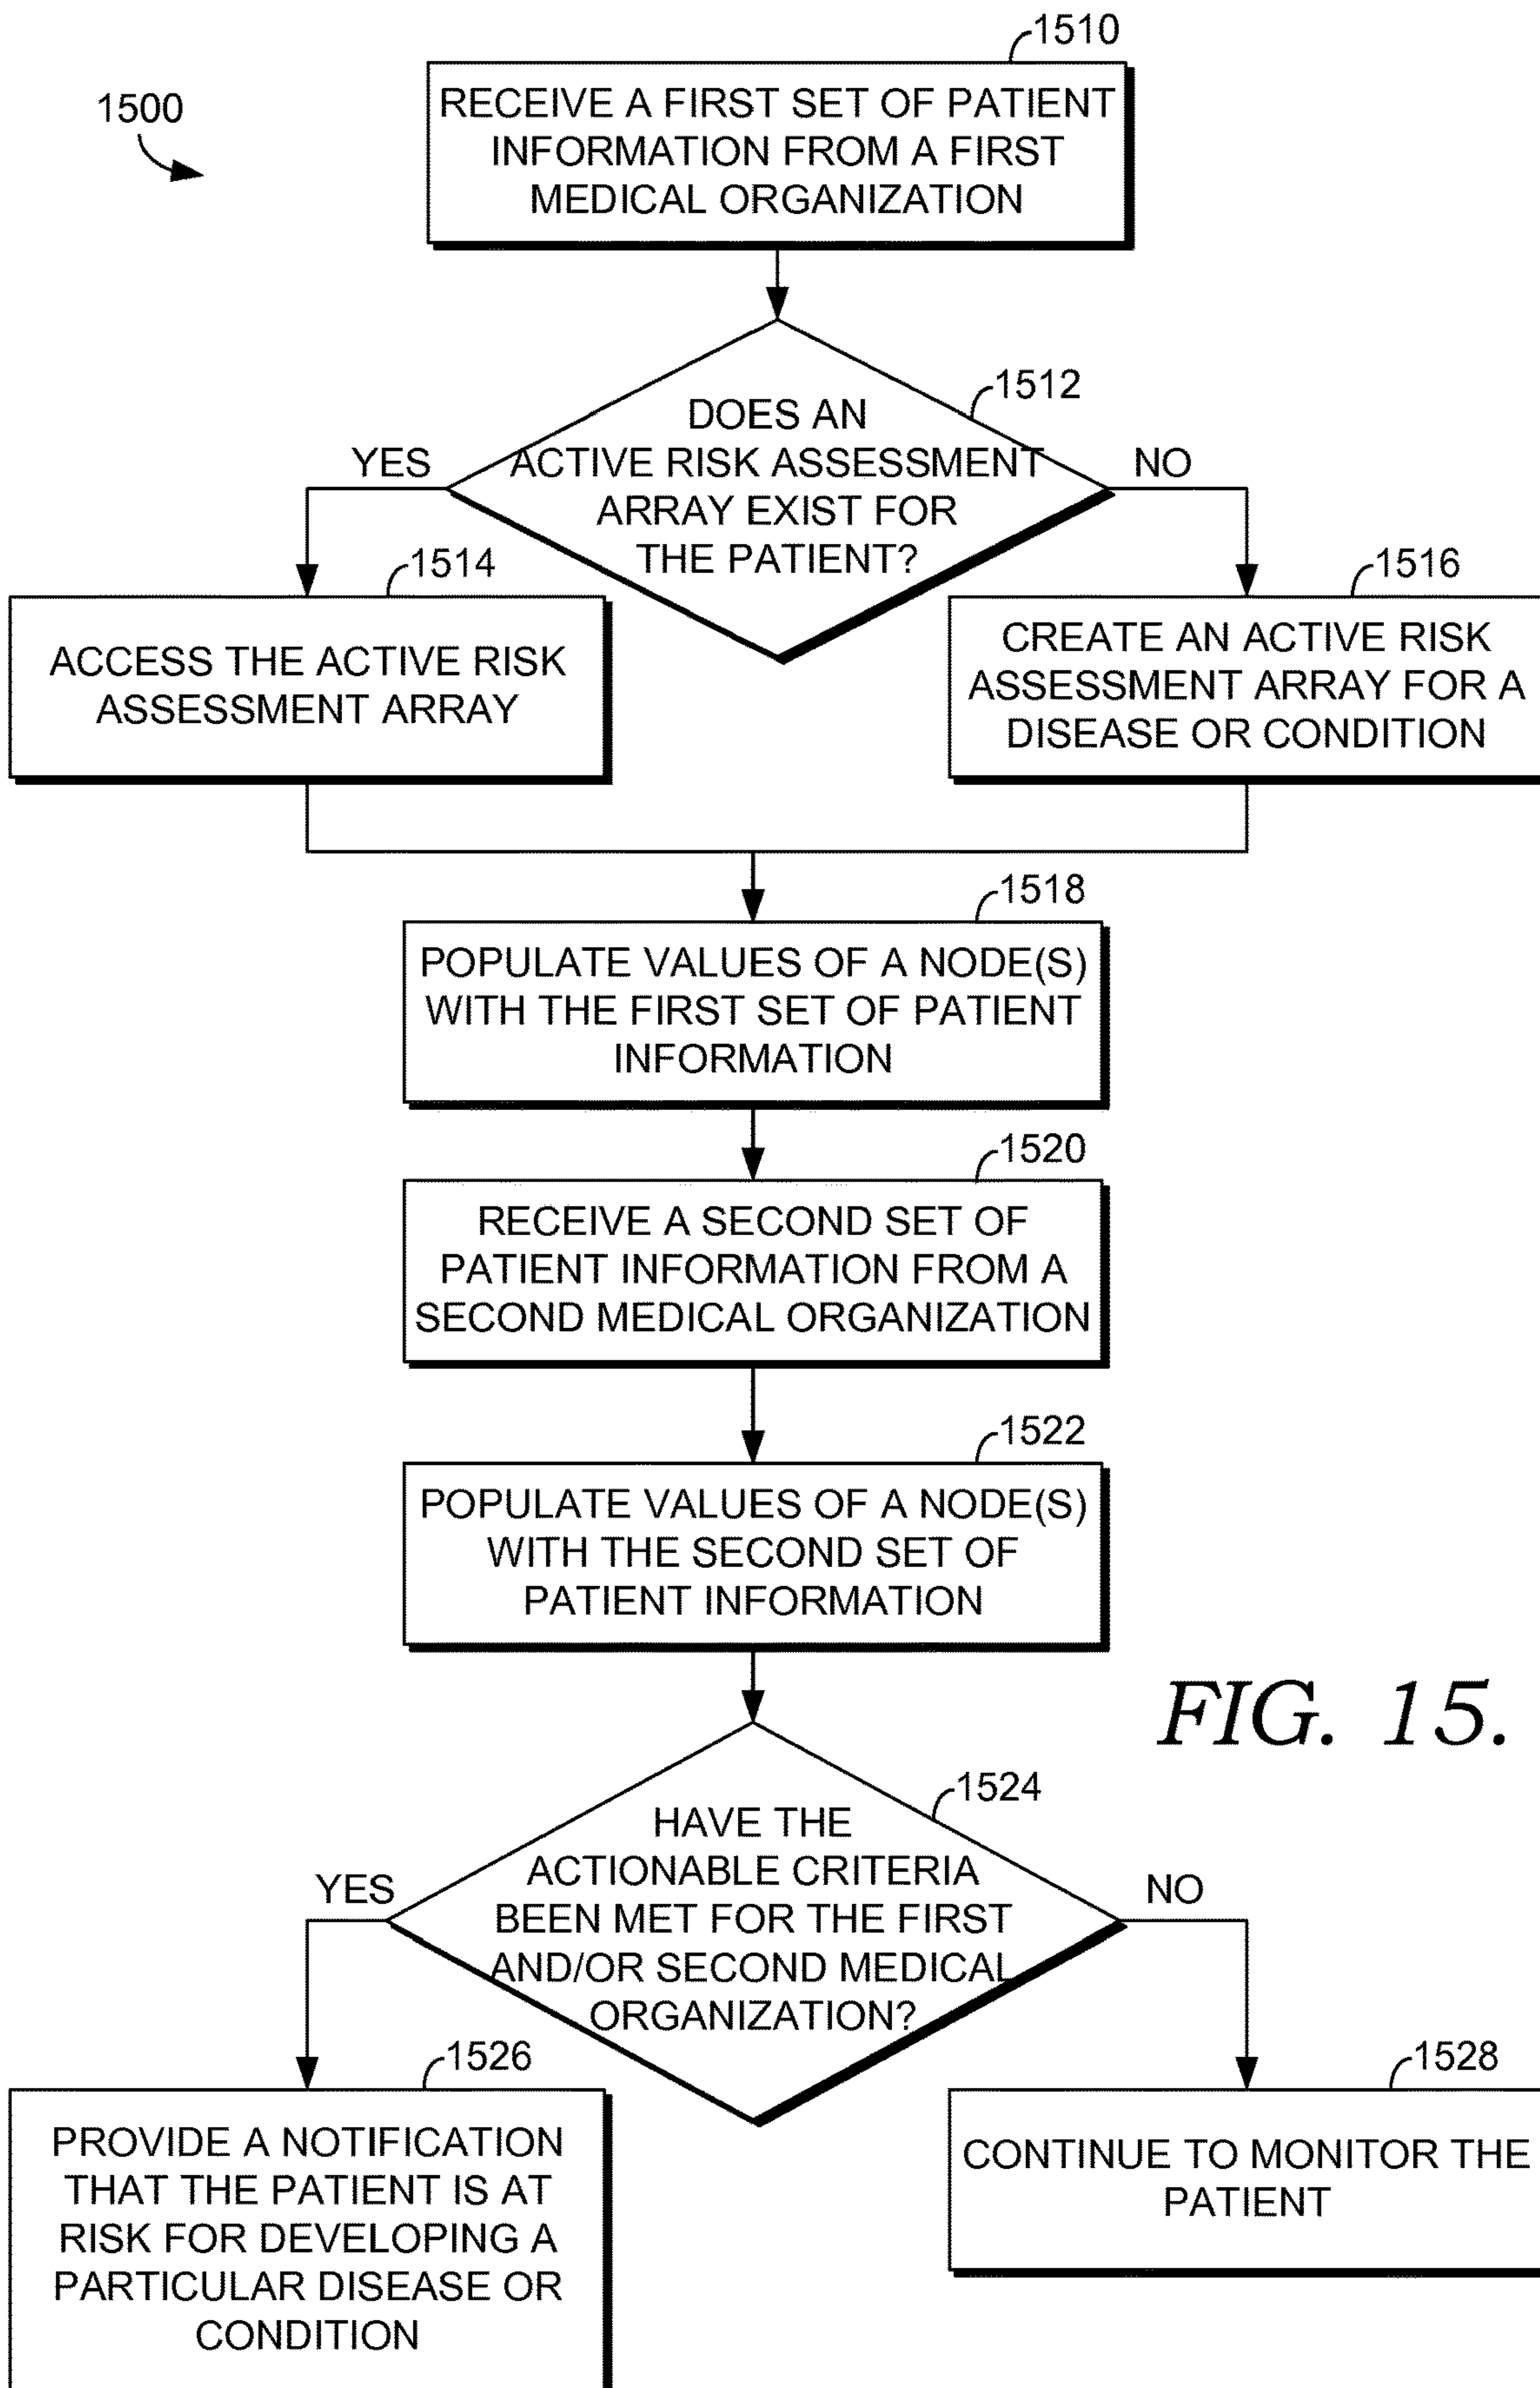 1510
RECEIVE A FIRST SET OF PATIENT
INFORMATION FROM A FIRST
MEDICAL ORGANIZATION
1500
1512
DOES AN
ACTIVE RISK ASSESSMENT
ARRAY EXIST FOR
THE PATIENT?
YES
NO
1514
ACCESS THE ACTIVE RISK
ASSESSMENT ARRAY
1516
CREATE AN ACTIVE RISK
ASSESSMENT ARRAY FOR A
DISEASE OR CONDITION
1518
POPULATE VALUES OF A NODE(S)
WITH THE FIRST SET OF PATIENT
INFORMATION
1520
RECEIVE A SECOND SET OF
PATIENT INFORMATION FROM A
SECOND MEDICAL ORGANIZATION
1522
POPULATE VALUES OF A NODE(S)
WITH THE SECOND SET OF
PATIENT INFORMATION
FIG. 15.
1524
HAVE THE
ACTIONABLE CRITERIA
BEEN MET FOR THE FIRST
AND/OR SECOND MEDICAL
ORGANIZATION?
YES
NO
1526
PROVIDE A NOTIFICATION
THAT THE PATIENT IS AT
RISK FOR DEVELOPING A
PARTICULAR DISEASE OR
CONDITION
1528
CONTINUE TO MONITOR THE
PATIENT